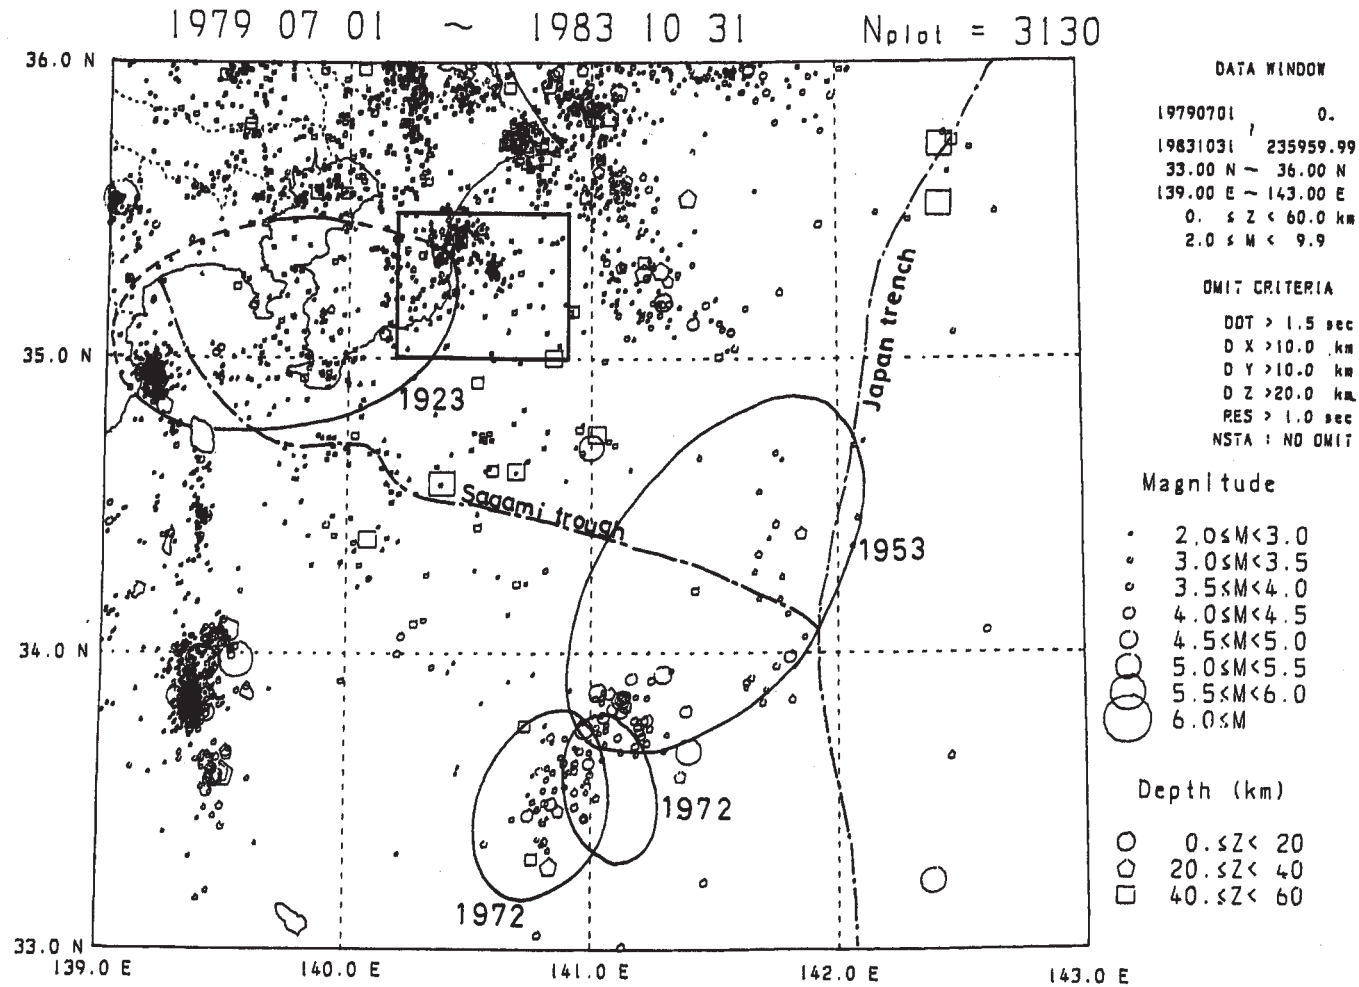 1979 07 01 ~ 1983 10 31 Nplot = 3130
36.0 N
35.0 N
34.0 N
33.0 N
139.0 E
140.0 E
141.0 E
142.0 E
143.0 E
Japan trench
1923
Sagami trough
1953
1972
1972
DATA WINDOW
19790701 , 0.
19831031 235959.99
33.00 N ~ 36.00 N
139.00 E ~ 143.00 E
0. ≤ Z < 60.0 km
2.0 ≤ M < 9.9
OMIT CRITERIA
DOT > 1.5 sec
D X >10.0 km
D Y >10.0 km
D Z >20.0 km
RES > 1.0 sec
NSTA : NO OMIT
Magnitude
2.0≤M<3.0
3.0≤M<3.5
3.5≤M<4.0
4.0≤M<4.5
4.5≤M<5.0
5.0≤M<5.5
5.5≤M<6.0
6.0≤M
Depth (km)
0.≤Z< 20
20.≤Z< 40
40.≤Z< 60